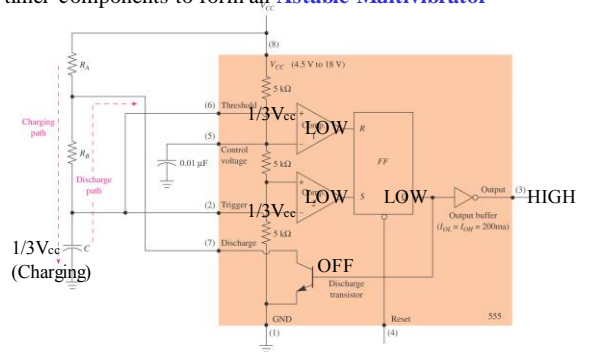 timer components to form an Astable Multivibrator
VCC
(8)
VCC (4.5 V to 18 V)
RA
5 kΩ
(6) Threshold
1/3Vcc
+
LOW
R
Charging path
(5)
Control voltage
FF
RB
0.01 μF
5 kΩ
Discharge path
+
LOW
S
LOW
Output
(3)
HIGH
(2) Trigger
1/3Vcc
Output buffer
(IOL = IOH = 200ma)
5 kΩ
(7) Discharge
1/3Vcc
C
(Charging)
OFF
Discharge transistor
GND
Reset
555
(1)
(4)